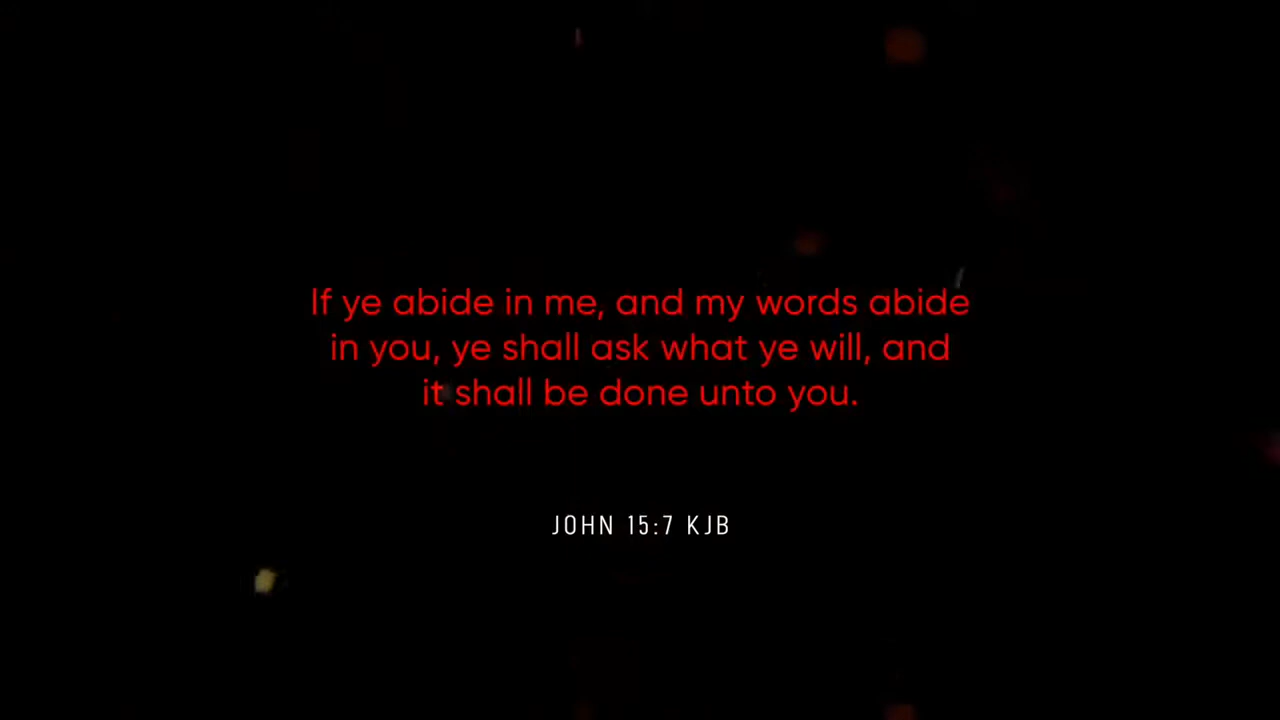 If ye abide in me, and my words abide
in you, ye shall ask what ye will, and
it shall be done unto you.
JOHN 15:7 KJB